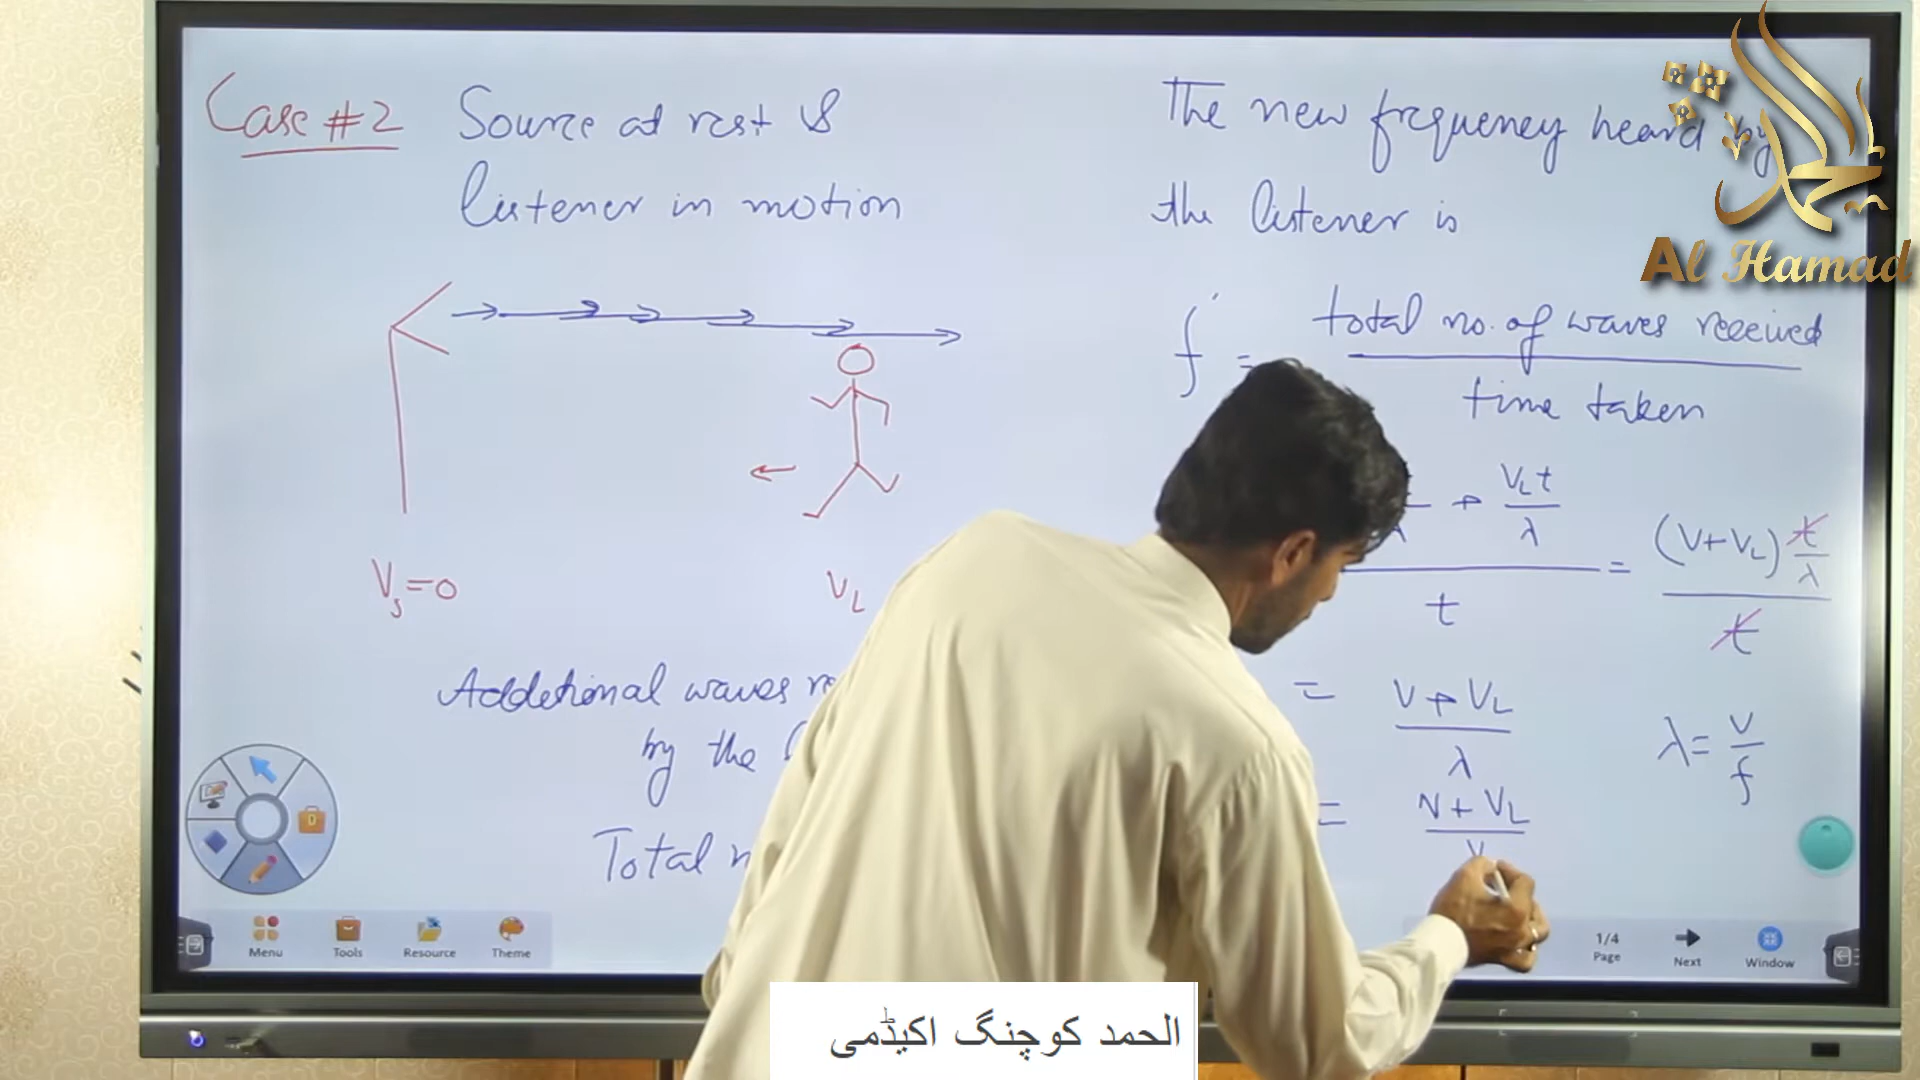 Case #2 Source at rest &
listener in motion
Vs=0
VL
Additional waves
by the
Total
The new frequency heard by
the listener is
f' = total no. of waves received
time taken
λ + VL t
λ
t
= (V+VL) t
λ
t
= V+VL
λ
λ= v
f
= V + VL
V
Menu Tools Resource Theme
1/4
Page Next Window
Al Hamad
الحمد کوچنگ اکیڈمی